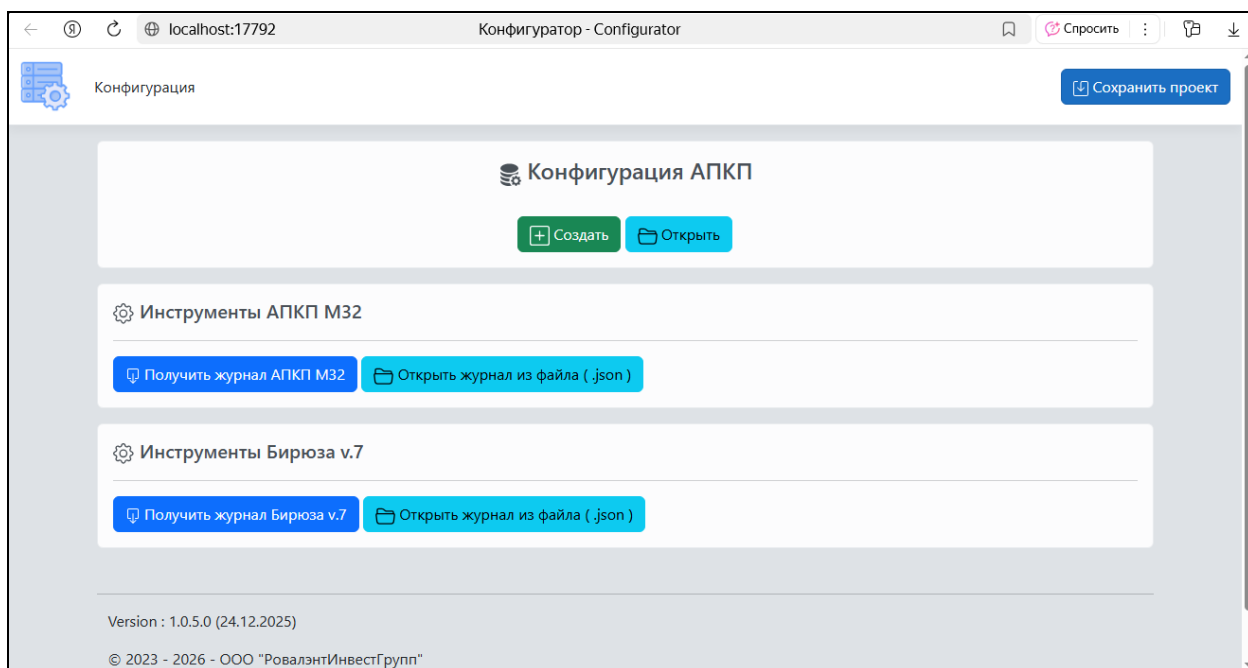 Я localhost:17792 Конфигуратор - Configurator Спросить
Конфигурация Сохранить проект
Конфигурация АПКП
Создать Открыть
Инструменты АПКП М32
Получить журнал АПКП М32 Открыть журнал из файла ( .json )
Инструменты Бирюза v.7
Получить журнал Бирюза v.7 Открыть журнал из файла ( .json )
Version : 1.0.5.0 (24.12.2025)
© 2023 - 2026 - ООО "РовалэнтИнвестГрупп"